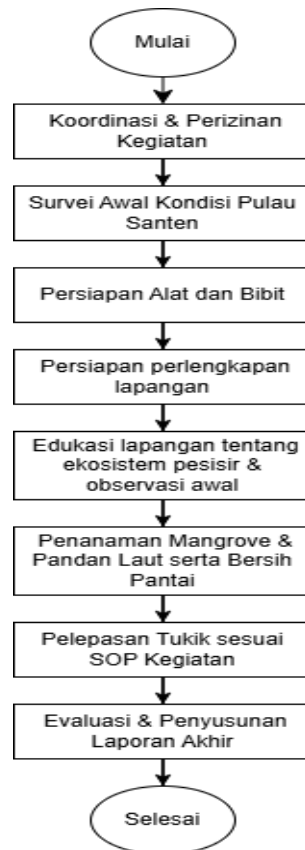 Mulai
Koordinasi & Perizinan
Kegiatan
Survei Awal Kondisi Pulau
Santen
Persiapan Alat dan Bibit
Persiapan perlengkapan
lapangan
Edukasi lapangan tentang
ekosistem pesisir &
observasi awal
Penanaman Mangrove &
Pandan Laut serta Bersih
Pantai
Pelepasan Tukik sesuai
SOP Kegiatan
Evaluasi & Penyusunan
Laporan Akhir
Selesai